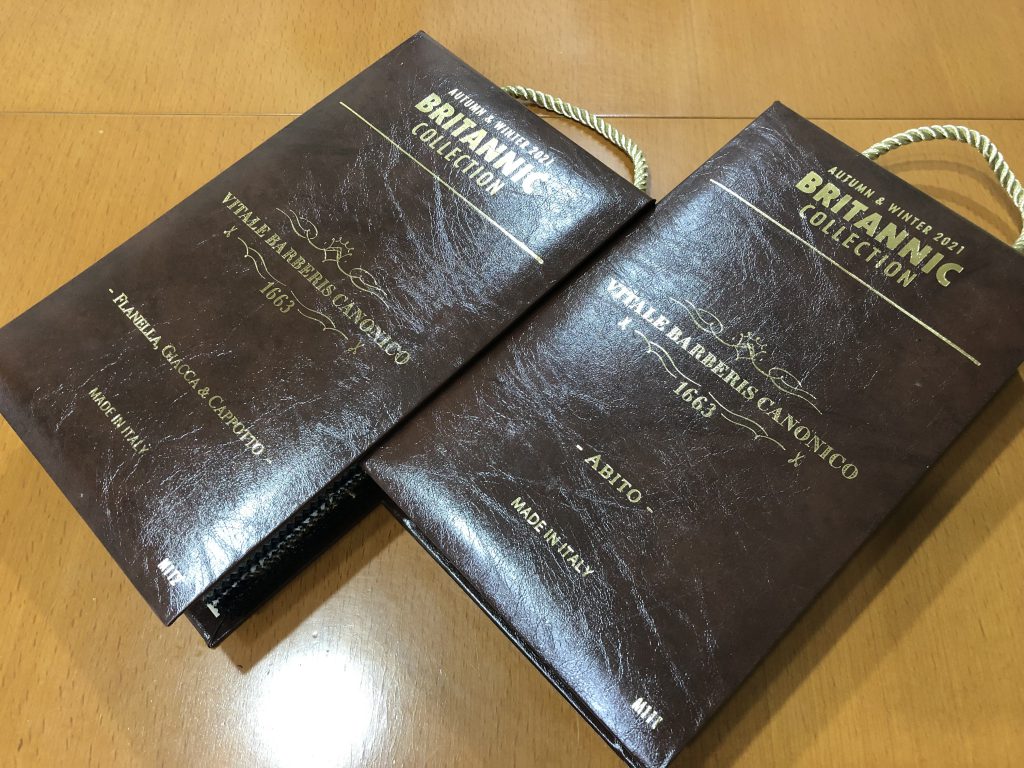 AUTUMN & WINTER 2021
BRITANNIC
COLLECTION
VITALE BARBERIS CANONICO
1663
- FLANELLA, GIACCA & CAPPOTTO -
MADE IN ITALY
AUTUMN & WINTER 2021
BRITANNIC
COLLECTION
VITALE BARBERIS CANONICO
1663
- ABITO -
MADE IN ITALY